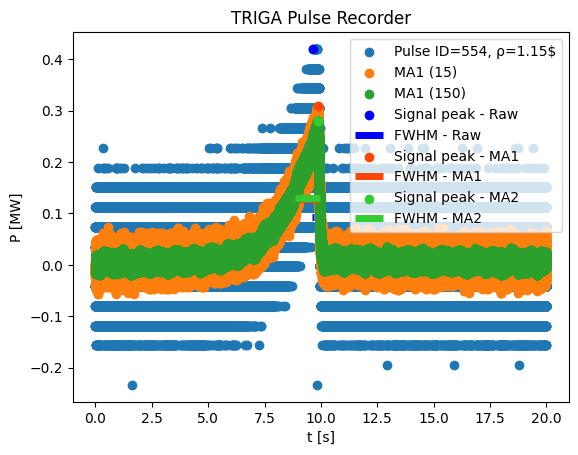 TRIGA Pulse Recorder
P [MW]
0.4
0.3
0.2
0.1
0.0
−0.1
−0.2
Pulse ID=554, ρ=1.15$
MA1 (15)
MA1 (150)
Signal peak - Raw
FWHM - Raw
Signal peak - MA1
FWHM - MA1
Signal peak - MA2
FWHM - MA2
0.0 2.5 5.0 7.5 10.0 12.5 15.0 17.5 20.0
t [s]